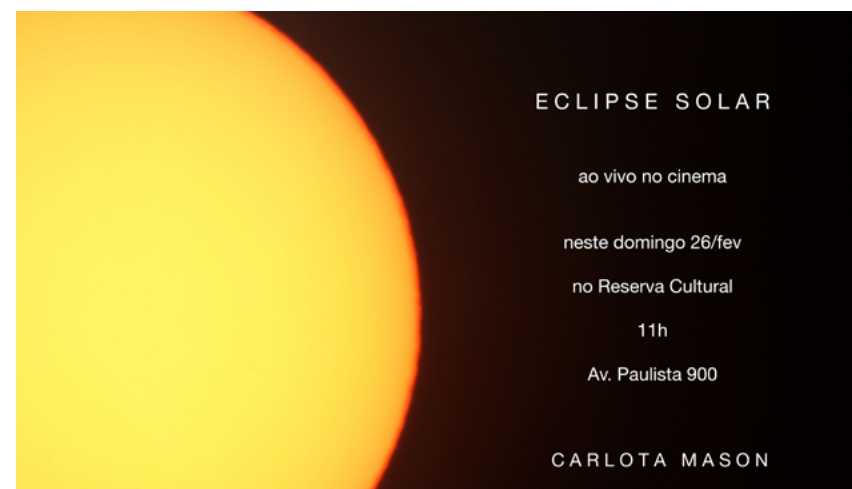 ECLIPSE SOLAR
ao vivo no cinema
neste domingo 26/fev
no Reserva Cultural
11h
Av. Paulista 900
CARLOTA MASON